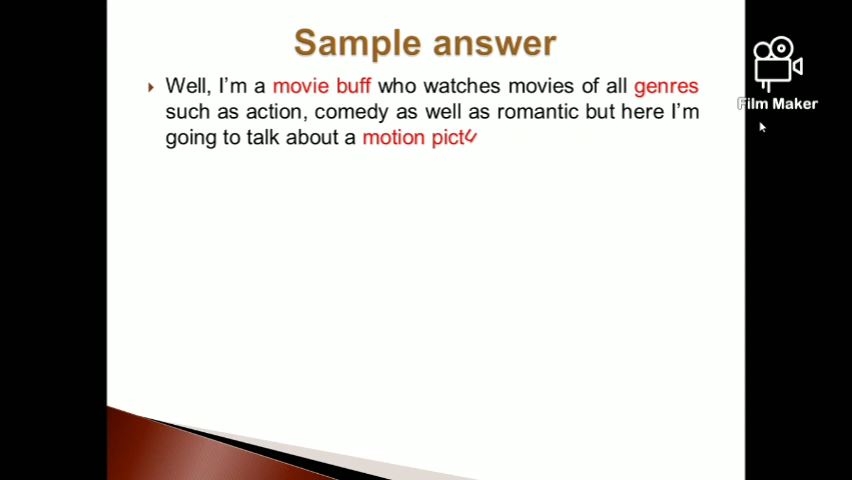 Sample answer
Well, I'm a movie buff who watches movies of all genres
such as action, comedy as well as romantic but here I'm
going to talk about a motion pictu
Film Maker